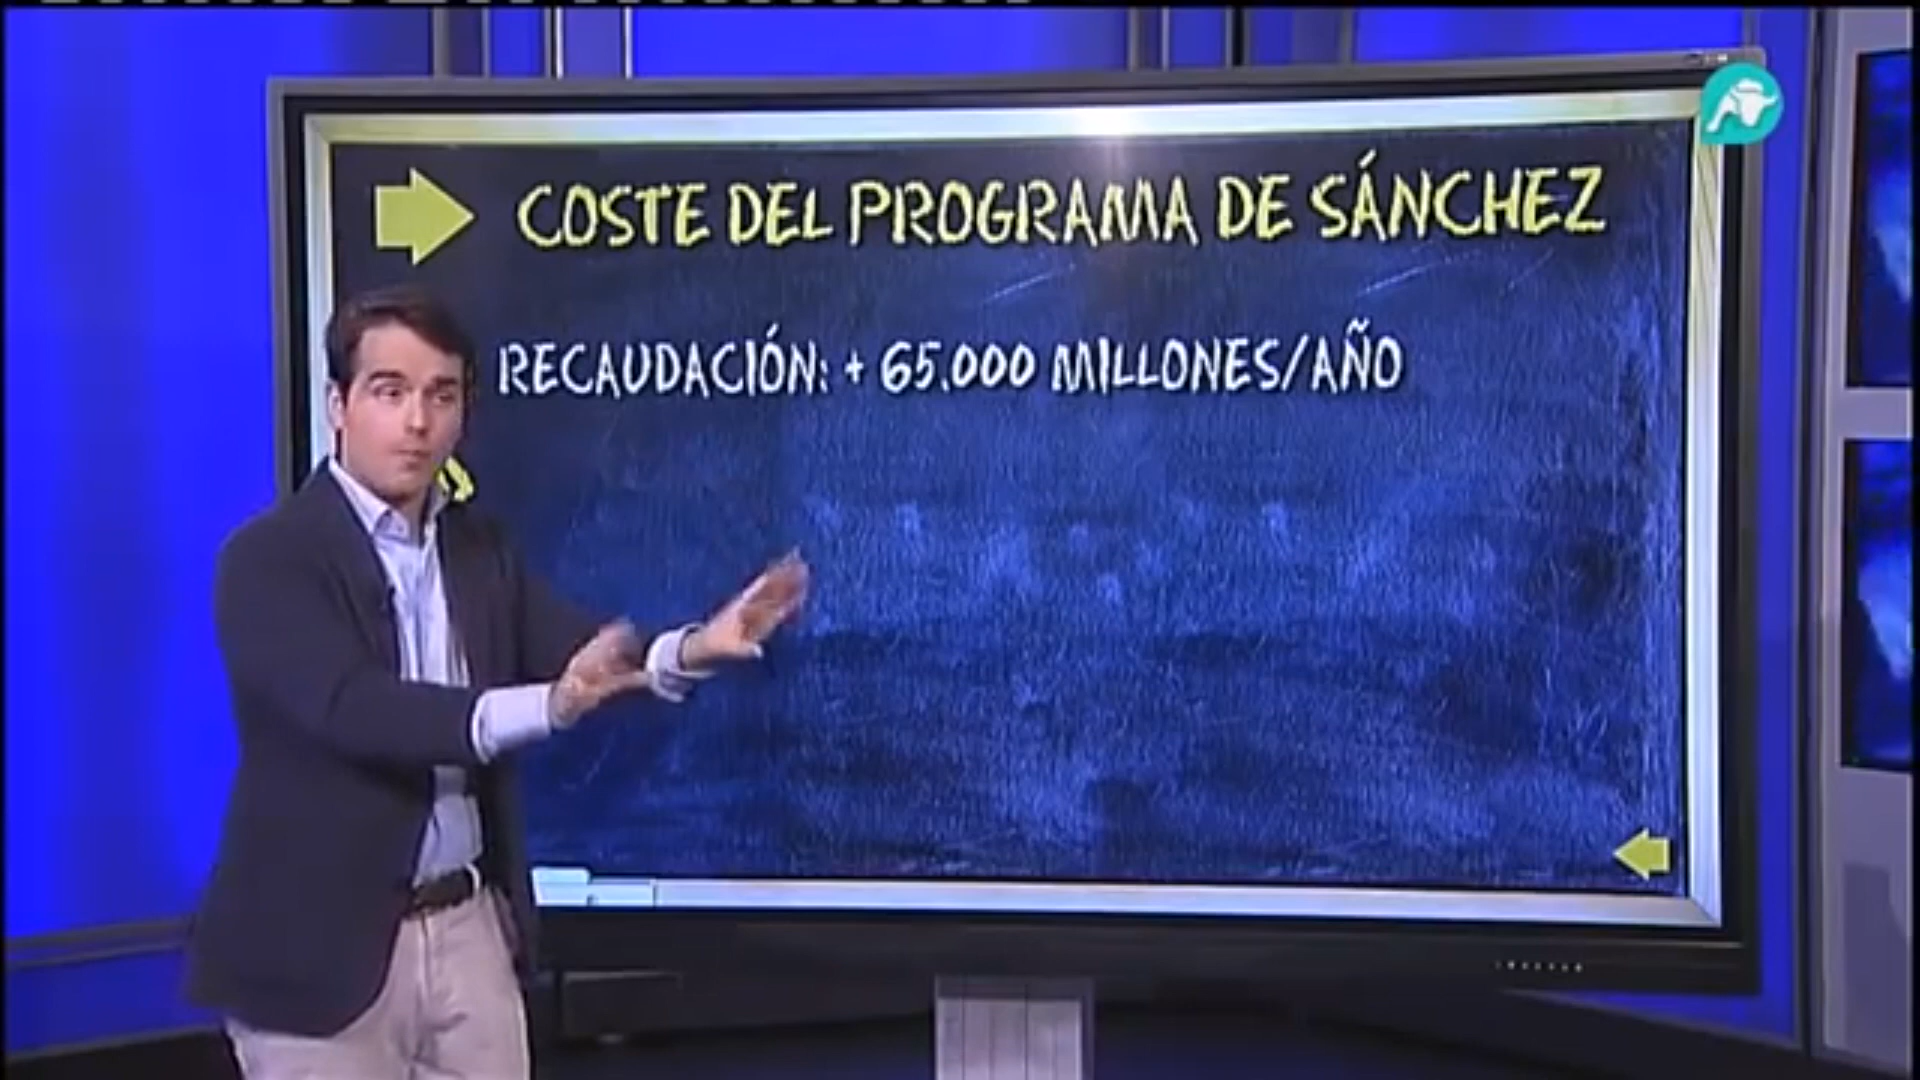 COSTE DEL PROGRAMA DE SÁNCHEZ
RECAUDACIÓN: + 65.000 MILLONES/AÑO